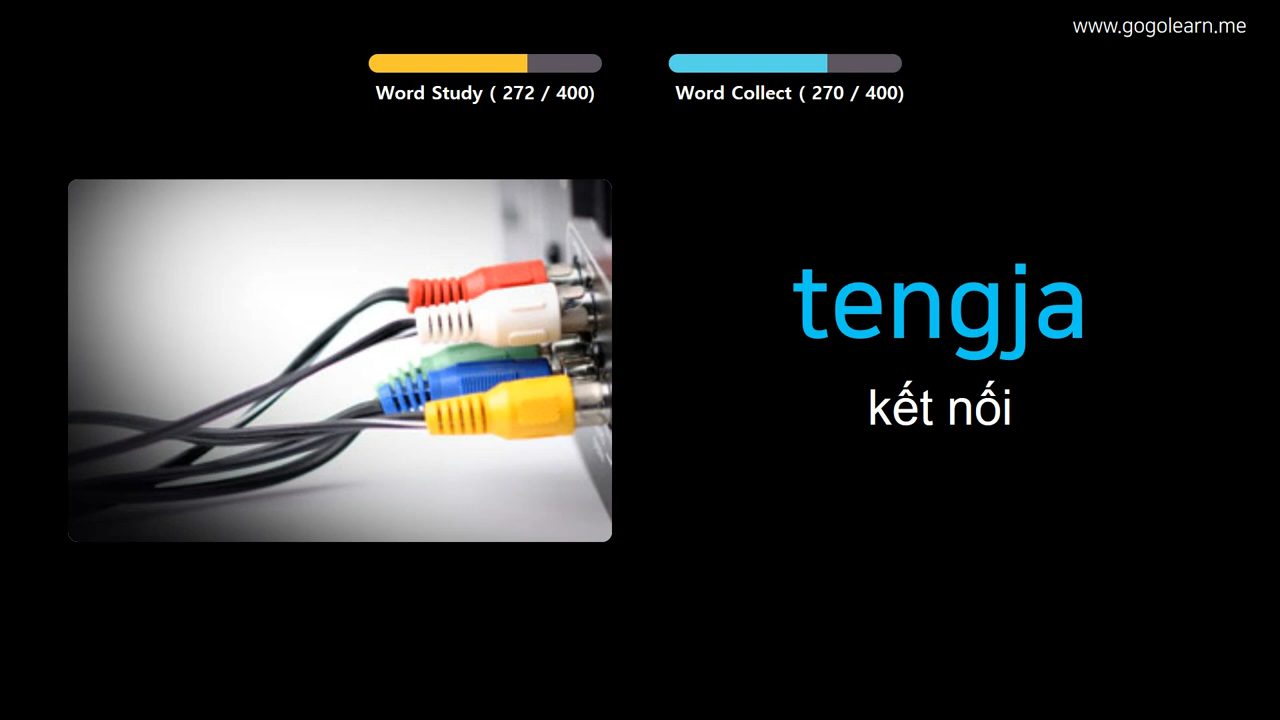 www.gogolearn.me
Word Study ( 272 / 400)
Word Collect ( 270 / 400)
tengja
kết nối